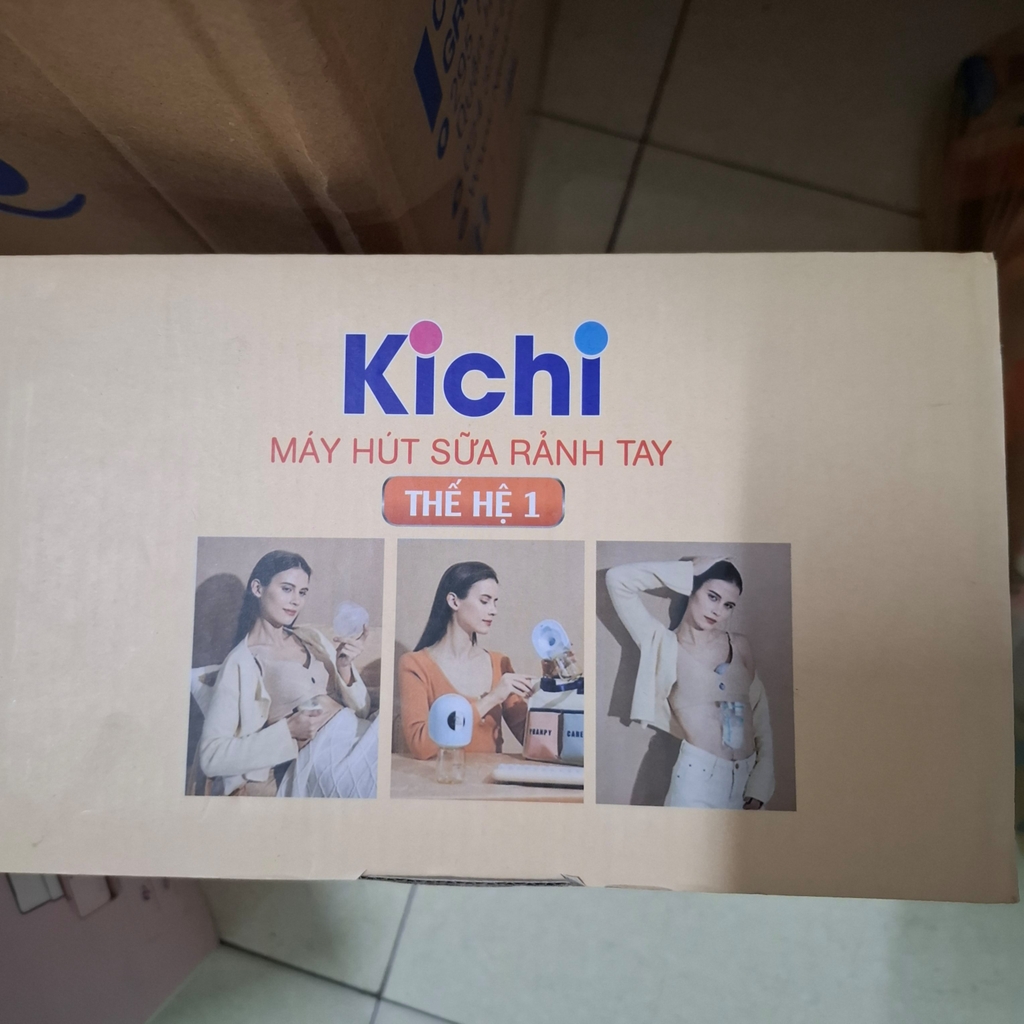 Kichi
MÁY HÚT SỮA RẢNH TAY
THẾ HỆ 1